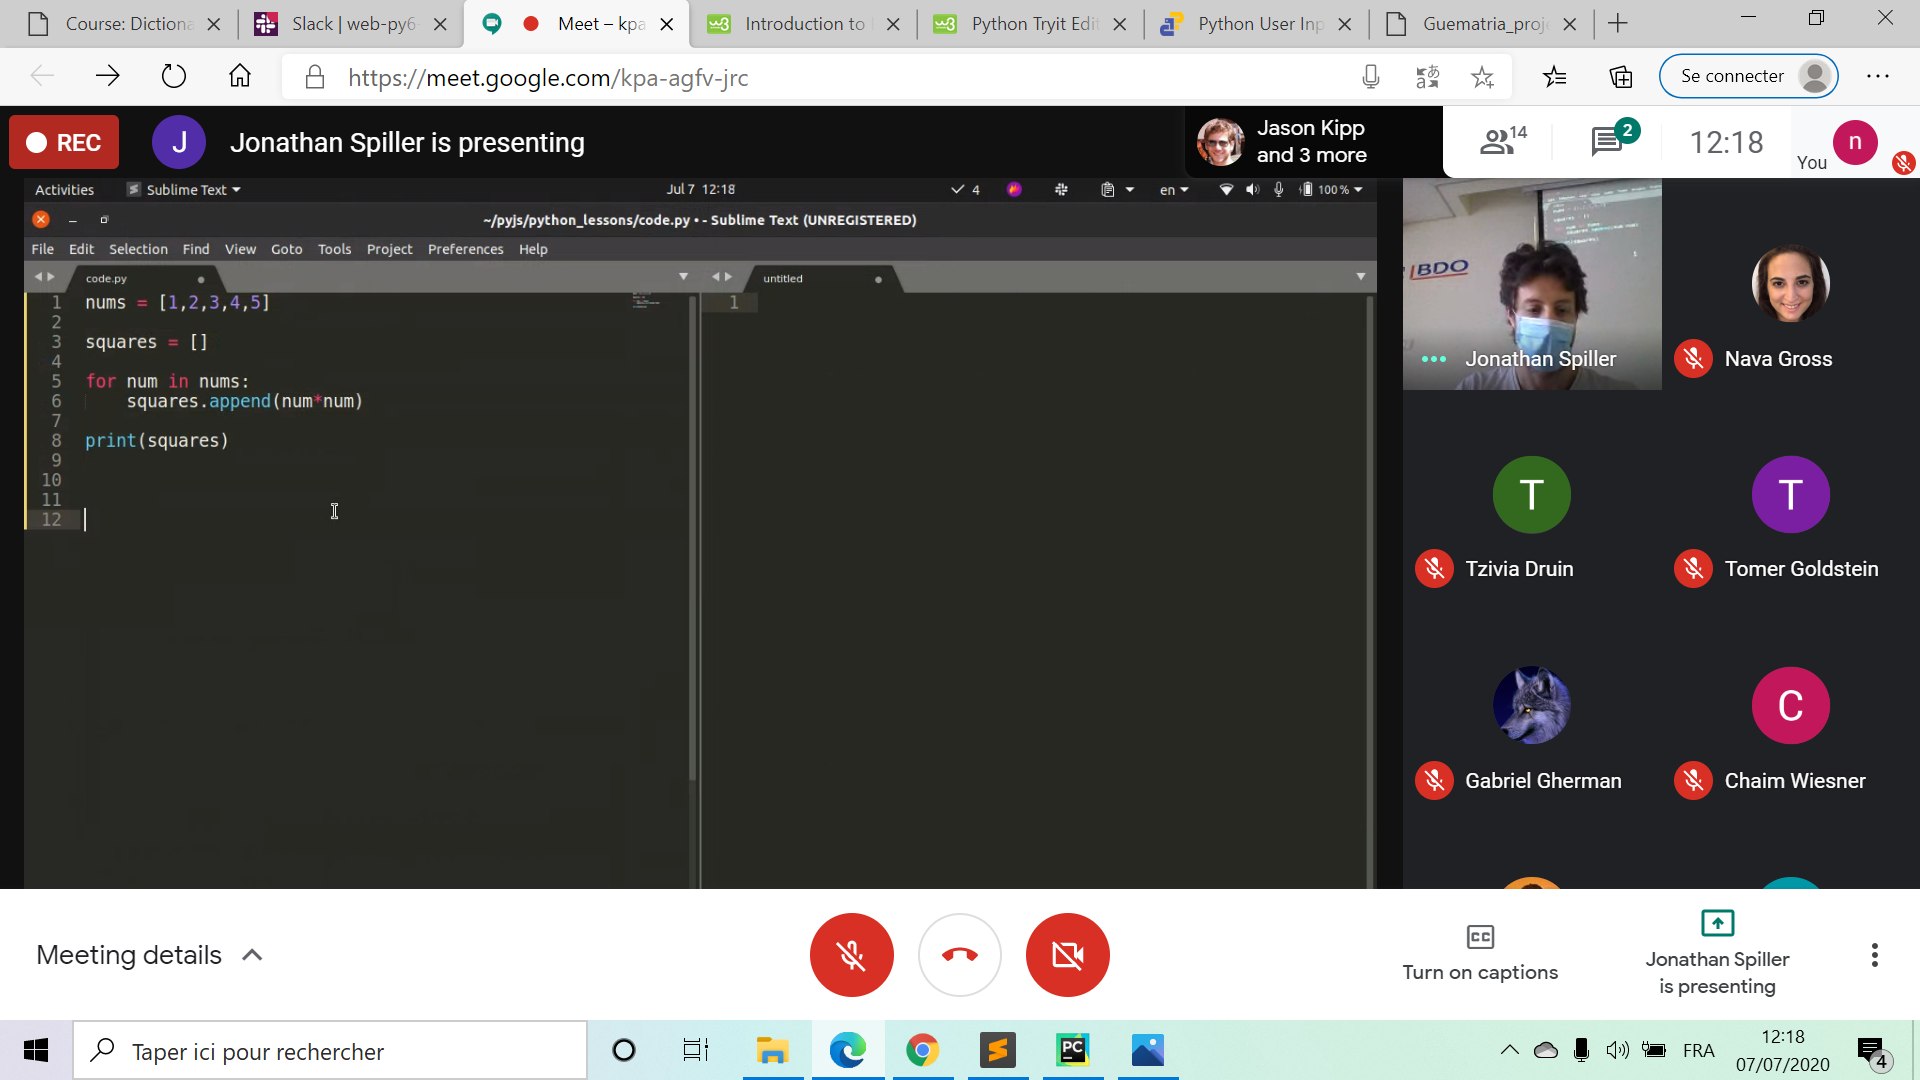 Course: Dictiona
Slack | web-py6-
Meet – kpa
Introduction to
Python Tryit Edit
Python User Inp
Guematria_proj
https://meet.google.com/kpa-agfv-jrc
Se connecter
REC
J
Jonathan Spiller is presenting
Jason Kipp
and 3 more
14
2
12:18
You
n
Activities
Sublime Text
Jul 7 12:18
4
en
100 %
~/pyjs/python_lessons/code.py • - Sublime Text (UNREGISTERED)
File Edit Selection Find View Goto Tools Project Preferences Help
code.py
untitled
1 nums = [1,2,3,4,5]
2
3 squares = []
4
5 for num in nums:
6 squares.append(num*num)
7
8 print(squares)
9
10
11
12
1
BDO
Jonathan Spiller
Nava Gross
T
Tzivia Druin
T
Tomer Goldstein
Gabriel Gherman
C
Chaim Wiesner
Meeting details
CC
Turn on captions
Jonathan Spiller
is presenting
Taper ici pour rechercher
PC
FRA
12:18
07/07/2020
4